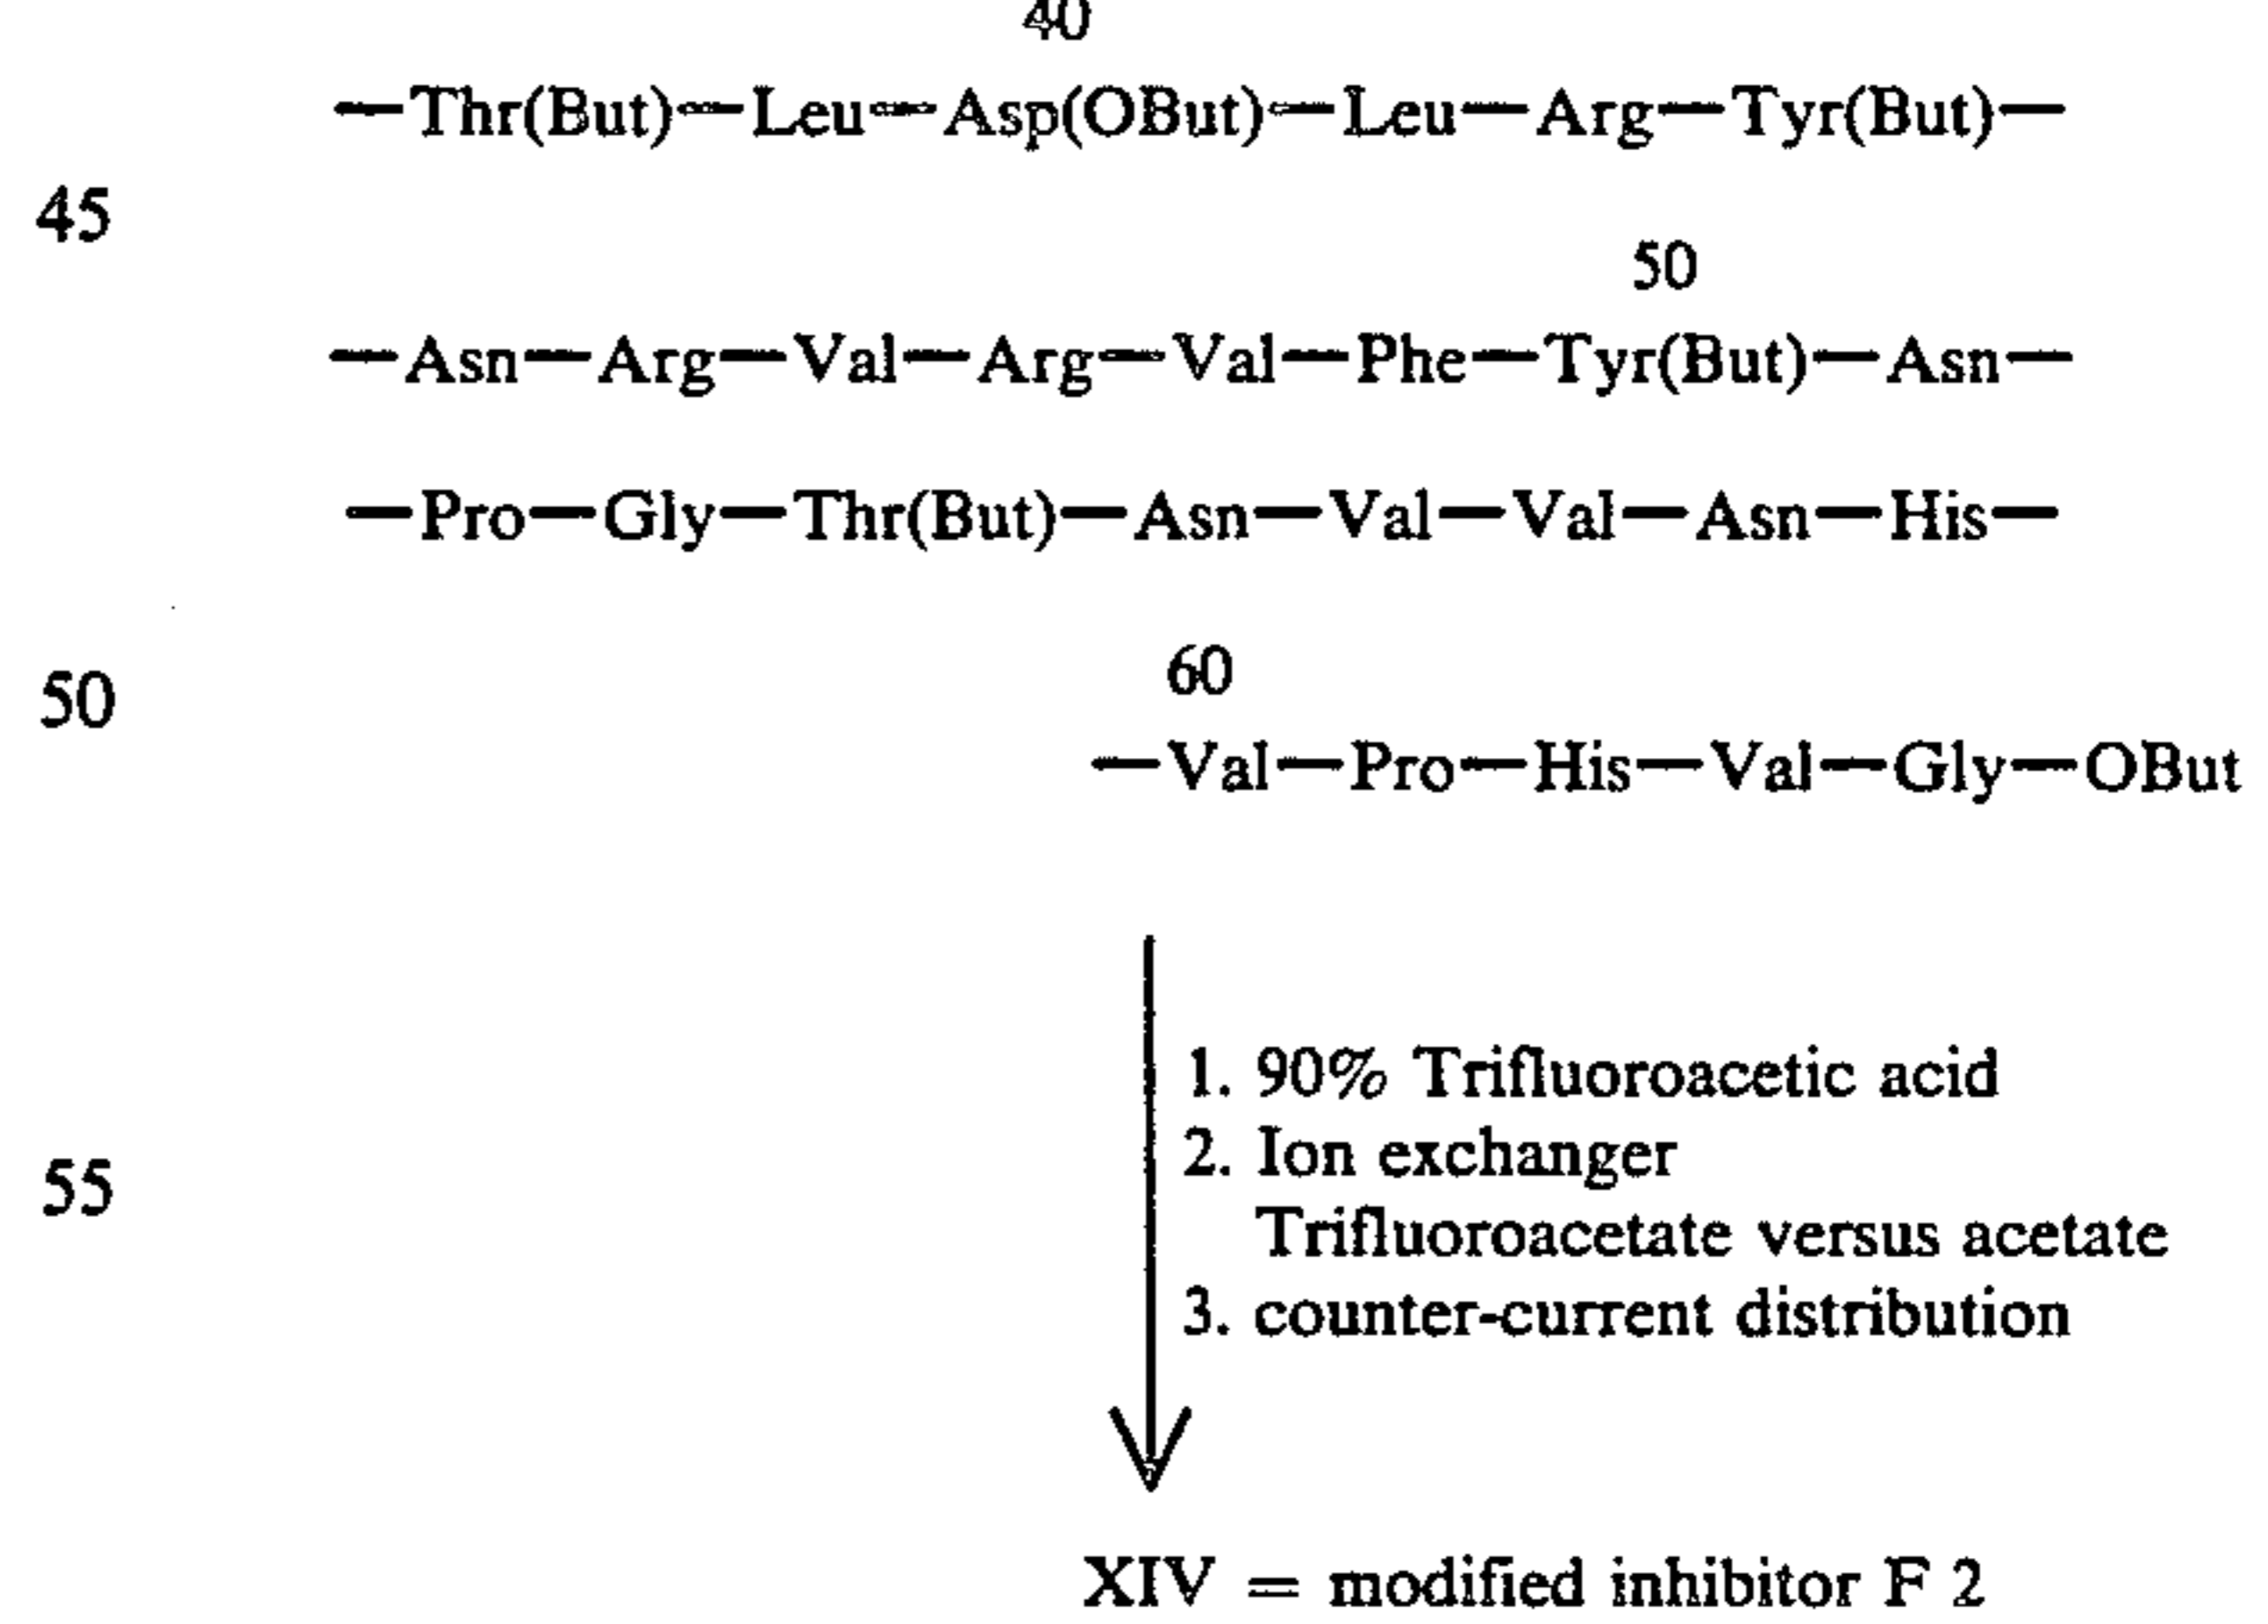 40
—Thr(But)—Leu—Asp(OBut)—Leu—Arg—Tyr(But)—
45
50
—Asn—Arg—Val—Arg—Val—Phe—Tyr(But)—Asn—
—Pro—Gly—Thr(But)—Asn—Val—Val—Asn—His—
60
50
—Val—Pro—His—Val—Gly—OBut
1. 90% Trifluoroacetic acid
2. Ion exchanger
55
Trifluoroacetate versus acetate
3. counter-current distribution
XIV = modified inhibitor F 2